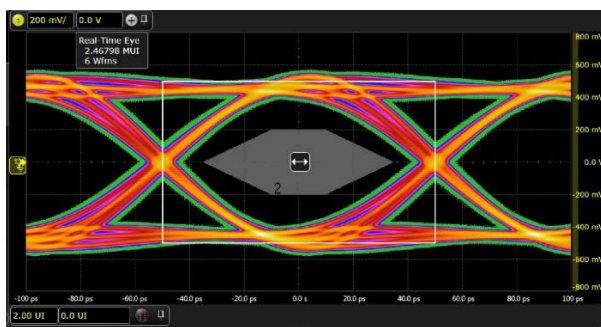 1 200 mV/ 0.0 V
Real-Time Eye
2.46798 MUI
6 Wfms
800 mV
600 mV
400 mV
200 mV
0.0 V
-200 mV
-400 mV
-600 mV
-800 mV
2
-100 ps -80.0 ps -60.0 ps -40.0 ps -20.0 ps 0.0 s 20.0 ps 40.0 ps 60.0 ps 80.0 ps 100 ps
2.00 UI 0.0 UI